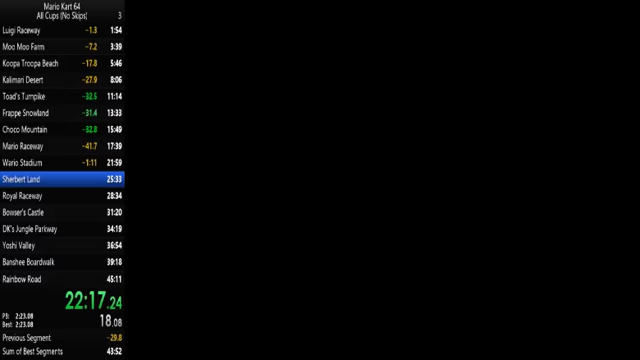 Mario Kart 64
All Cups (No Skips) 3
Luigi Raceway -1.3 1:54
Moo Moo Farm -7.2 3:39
Koopa Troopa Beach -17.8 5:46
Kalimari Desert -27.9 8:06
Toad's Turnpike -32.5 11:14
Frappe Snowland -31.4 13:33
Choco Mountain -32.8 15:49
Mario Raceway -41.7 17:39
Wario Stadium -1:11 21:59
Sherbert Land 25:33
Royal Raceway 28:34
Bowser's Castle 31:20
DK's Jungle Parkway 34:19
Yoshi Valley 36:54
Banshee Boardwalk 39:18
Rainbow Road 45:11
22:17.24
PB: 2:23.08
Best: 2:23.08 18.08
Previous Segment -29.8
Sum of Best Segments 43:52